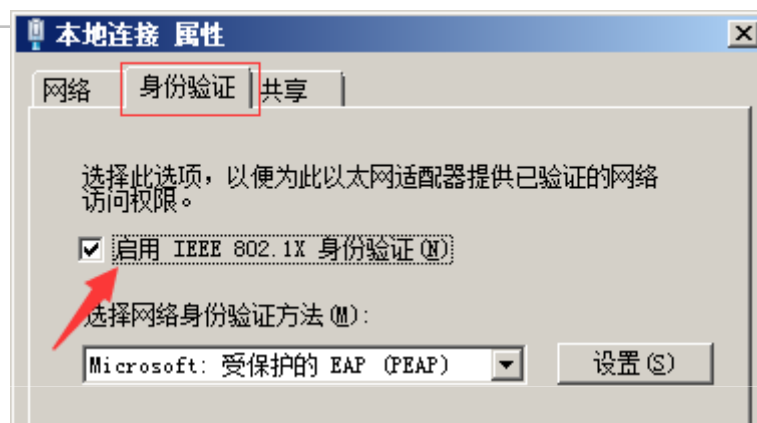 本地连接 属性
网络 身份验证 共享
选择此选项，以便为此以太网适配器提供已验证的网络
访问权限。
启用 IEEE 802.1X 身份验证(N)
选择网络身份验证方法(M):
Microsoft: 受保护的 EAP (PEAP) 设置(S)